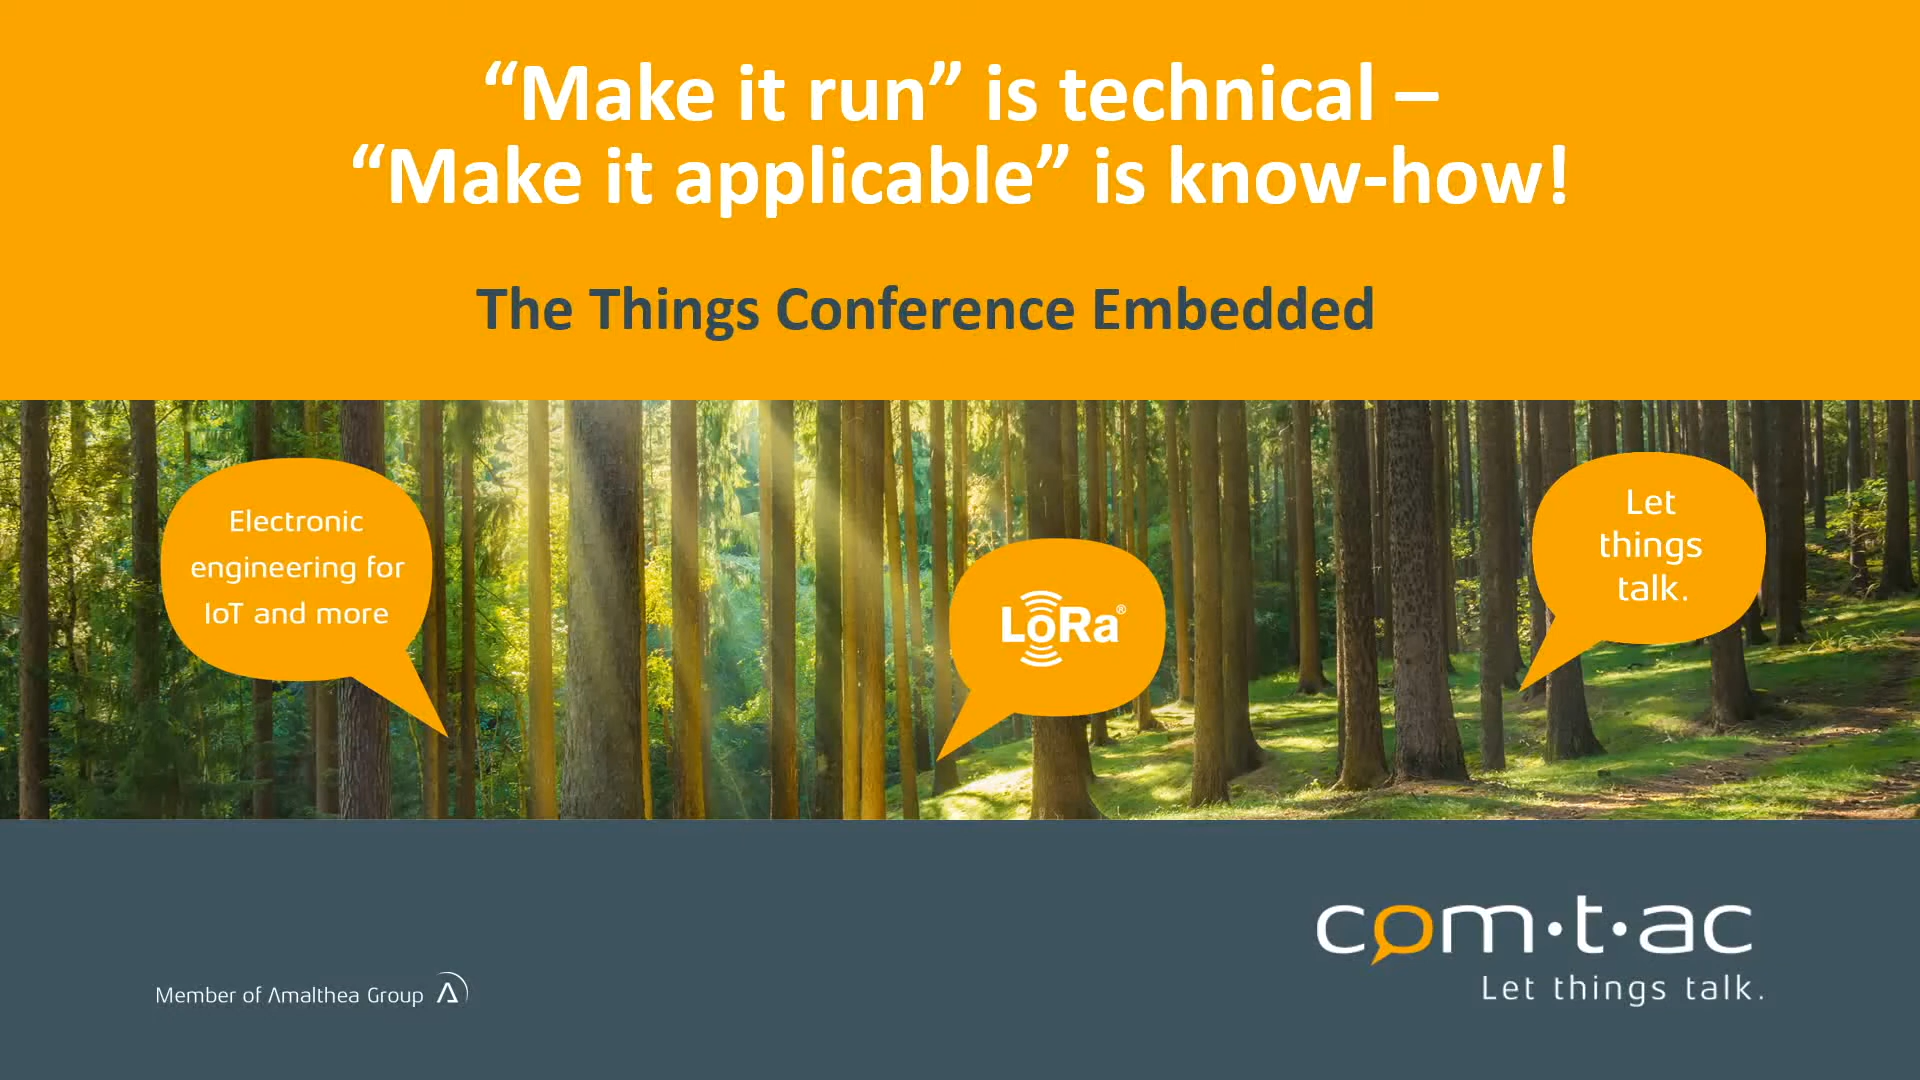 “Make it run” is technical –
“Make it applicable” is know-how!
The Things Conference Embedded
Electronic
engineering for
IoT and more
LoRa®
Let
things
talk.
com·t·ac
Let things talk.
Member of Amalthea Group